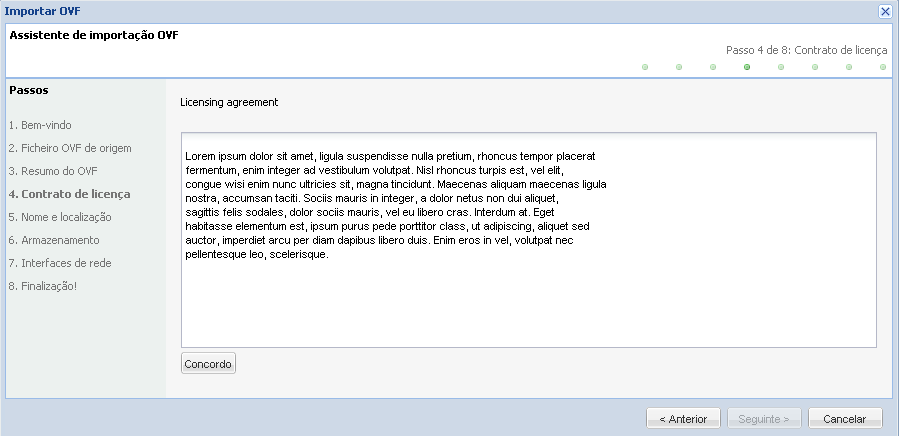 Importar OVF
Assistente de importação OVF
Passo 4 de 8: Contrato de licença
Passos
1. Bem-vindo
2. Ficheiro OVF de origem
3. Resumo do OVF
4. Contrato de licença
5. Nome e localização
6. Armazenamento
7. Interfaces de rede
8. Finalização!
Licensing agreement
Lorem ipsum dolor sit amet, ligula suspendisse nulla pretium, rhoncus tempor placerat
fermentum, enim integer ad vestibulum volutpat. Nisl rhoncus turpis est, vel elit,
congue wisi enim nunc ultricies sit, magna tincidunt. Maecenas aliquam maecenas ligula
nostra, accumsan taciti. Sociis mauris in integer, a dolor netus non dui aliquet,
sagittis felis sodales, dolor sociis mauris, vel eu libero cras. Interdum at. Eget
habitasse elementum est, ipsum purus pede porttitor class, ut adipiscing, aliquet sed
auctor, imperdiet arcu per diam dapibus libero duis. Enim eros in vel, volutpat nec
pellentesque leo, scelerisque.
Concordo
< Anterior
Seguinte >
Cancelar